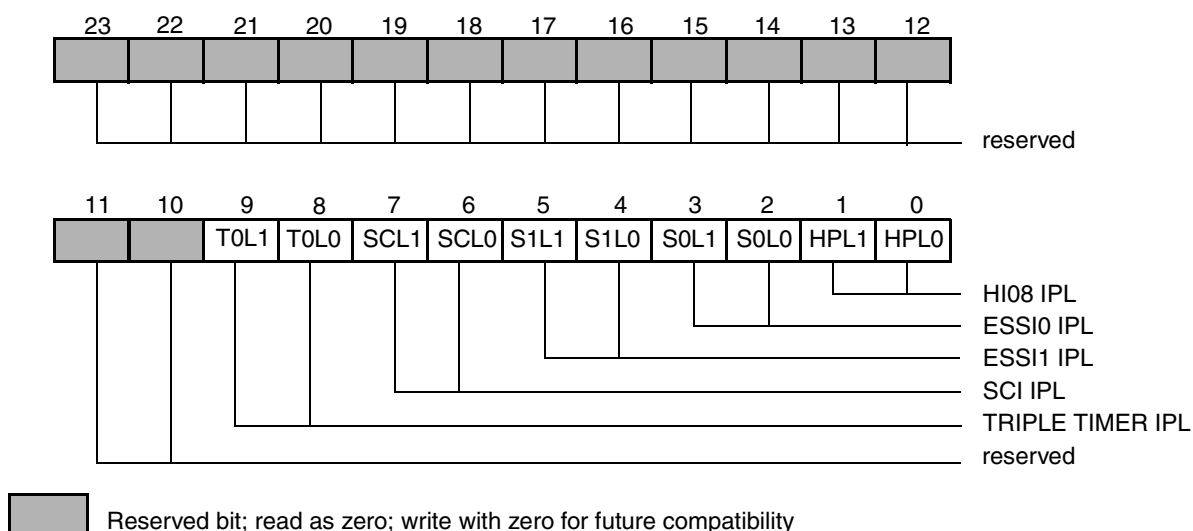 23 22 21 20 19 18 17 16 15 14 13 12
reserved
11 10 9 8 7 6 5 4 3 2 1 0
T0L1 T0L0 SCL1 SCL0 S1L1 S1L0 S0L1 S0L0 HPL1 HPL0
HI08 IPL
ESSI0 IPL
ESSI1 IPL
SCI IPL
TRIPLE TIMER IPL
reserved
Reserved bit; read as zero; write with zero for future compatibility